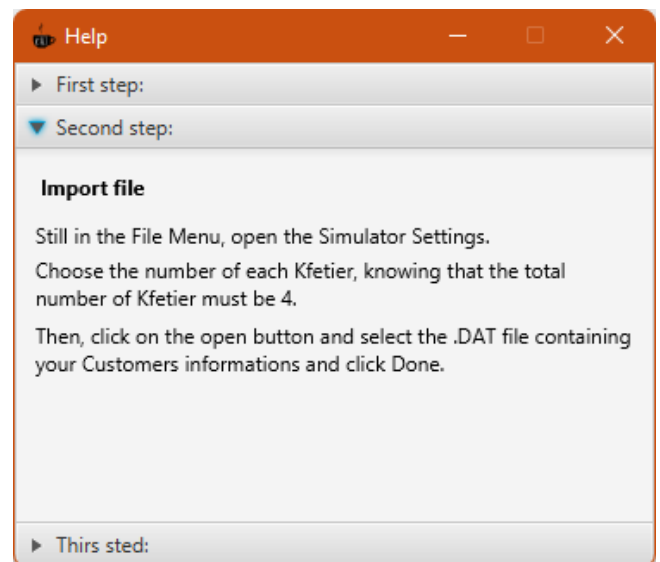 Help
First step:
Second step:
Import file
Still in the File Menu, open the Simulator Settings.
Choose the number of each Kfetier, knowing that the total
number of Kfetier must be 4.
Then, click on the open button and select the .DAT file containing
your Customers informations and click Done.
Thirs sted: